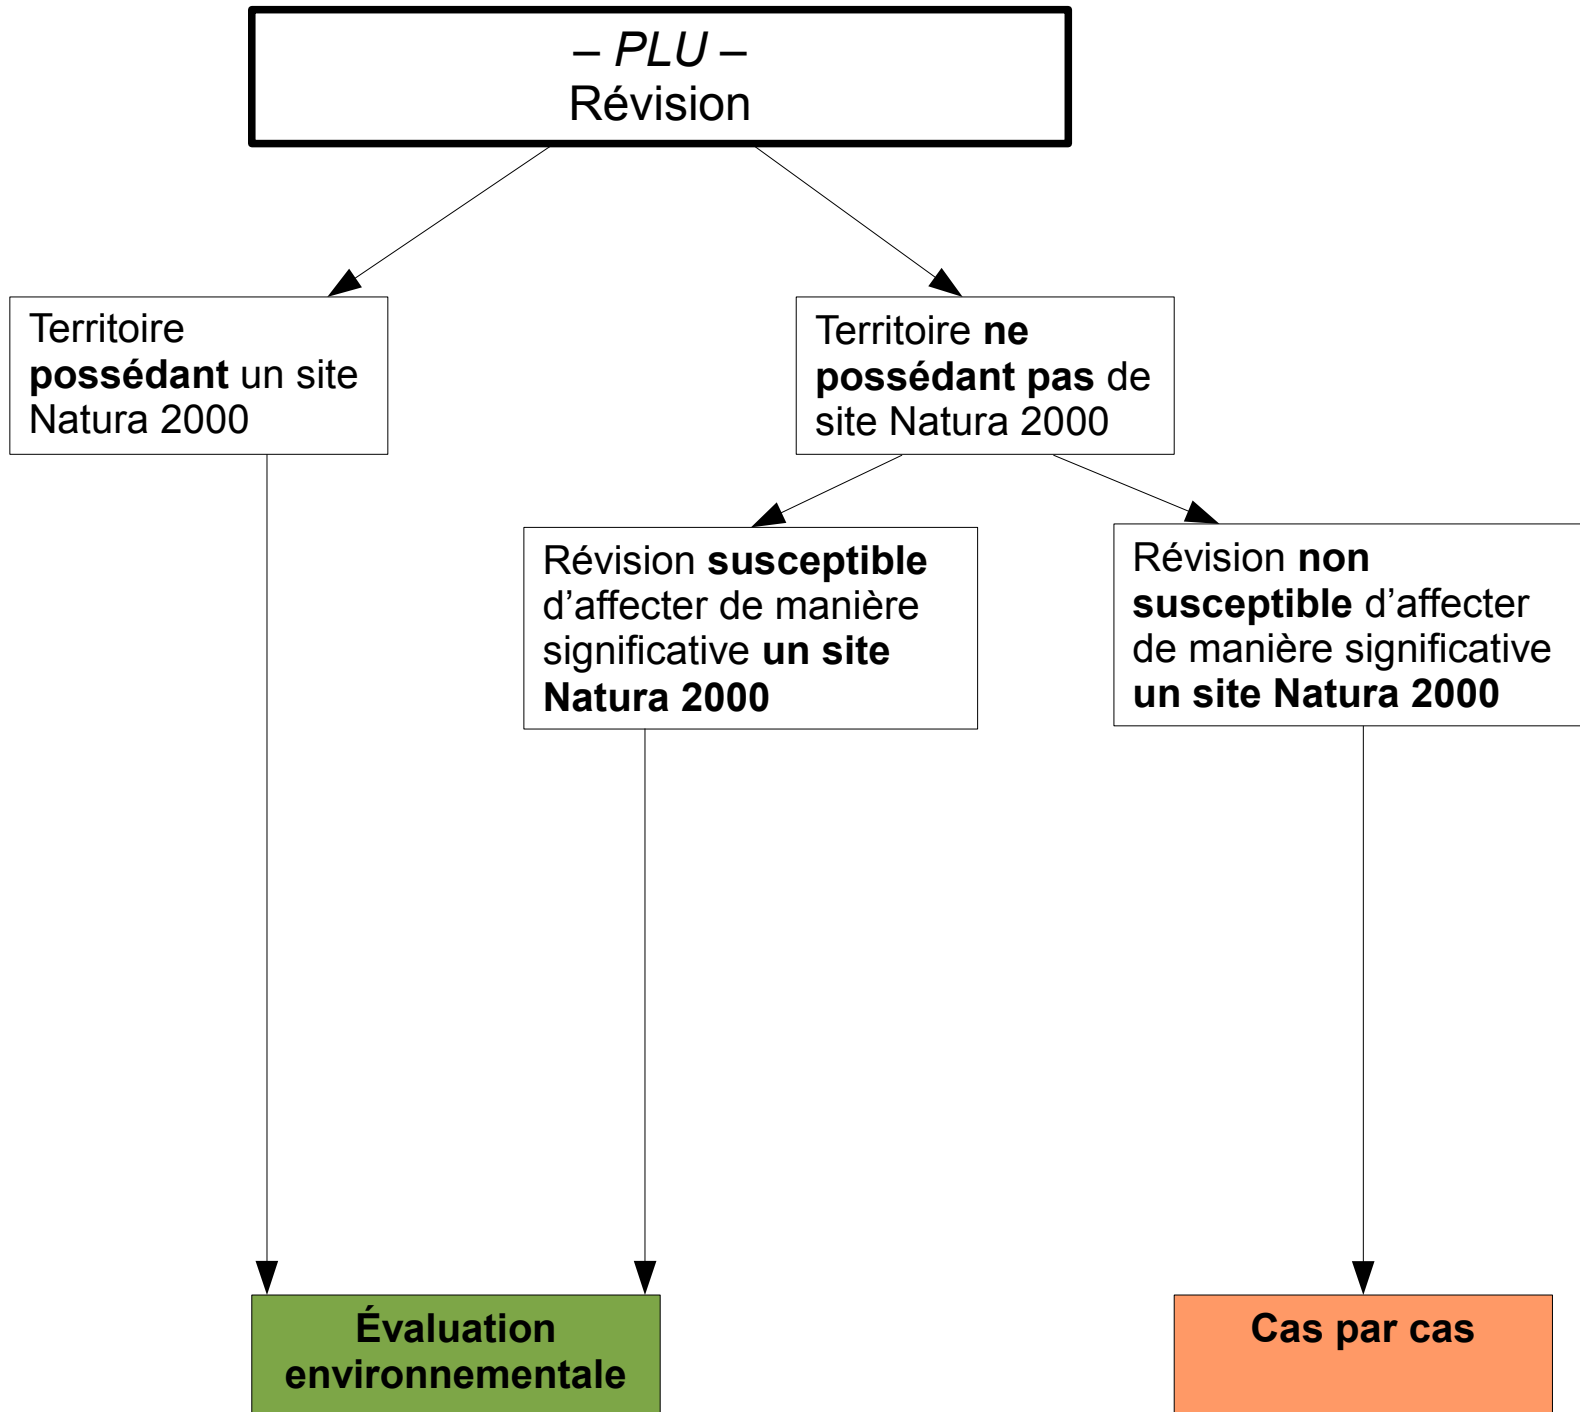 – PLU –
Révision
Territoire
possédant un site
Natura 2000
Territoire ne
possédant pas de
site Natura 2000
Révision susceptible
d’affecter de manière
significative un site
Natura 2000
Révision non
susceptible d’affecter
de manière significative
un site Natura 2000
Évaluation
environnementale
Cas par cas